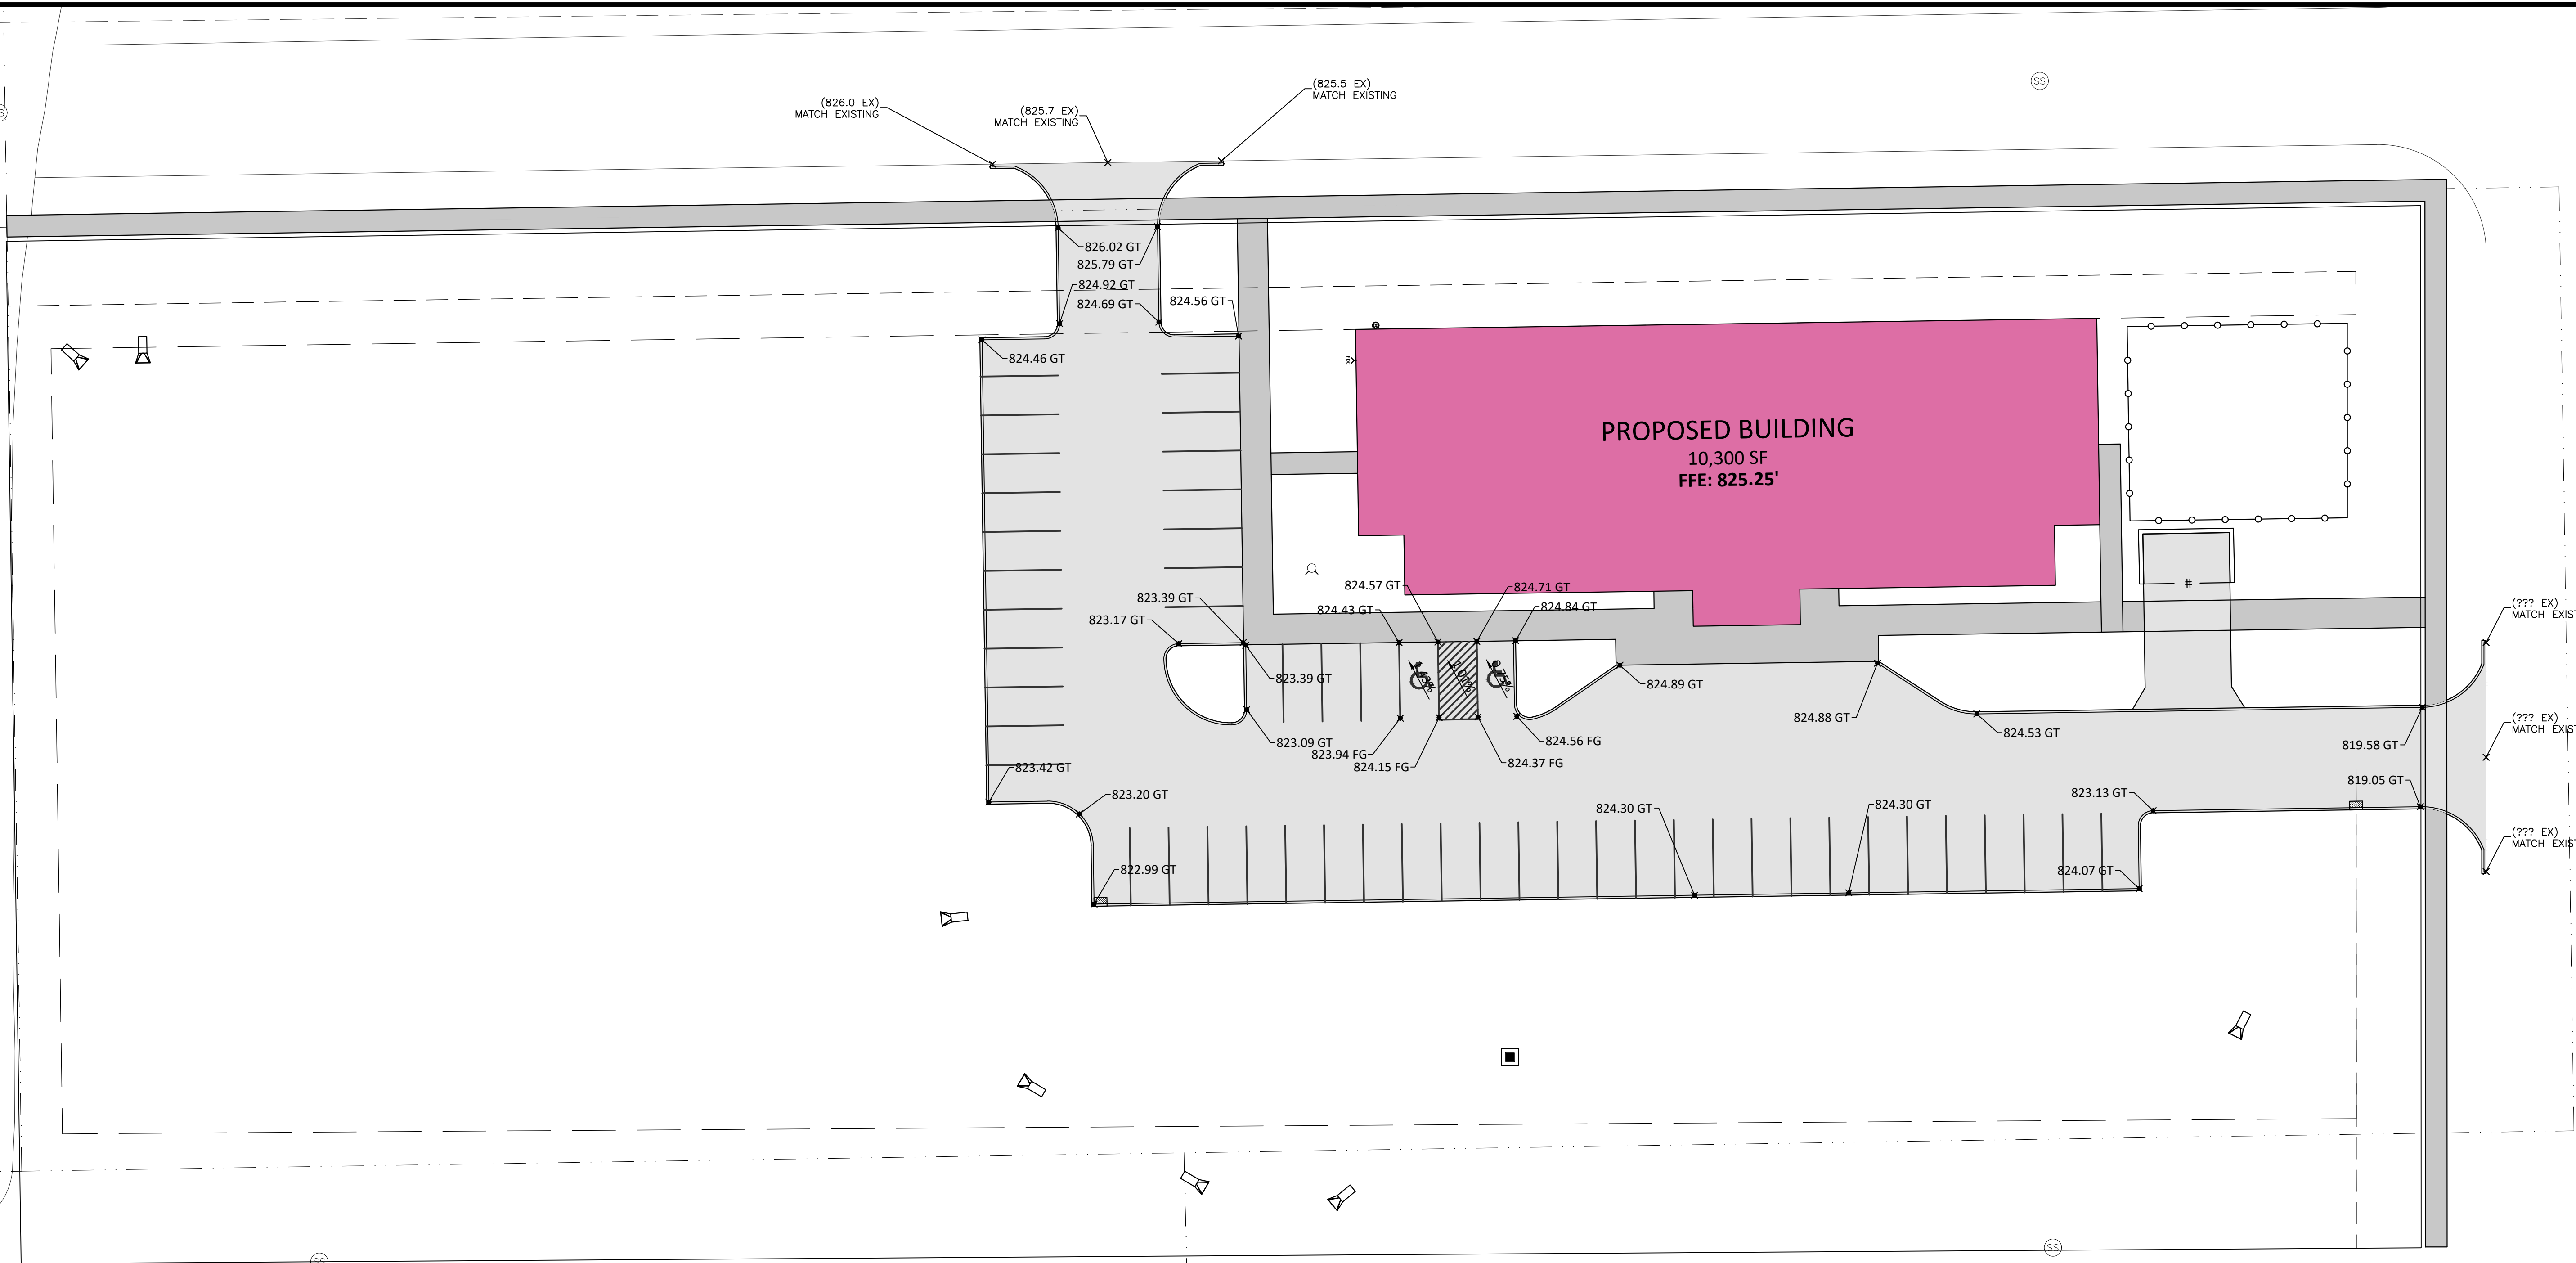 (825.5 EX)
MATCH EXISTING
(826.0 EX)
MATCH EXISTING
(825.7 EX)
MATCH EXISTING
SS
826.02 GT
825.79 GT
824.92 GT
824.69 GT
824.56 GT
824.46 GT
PROPOSED BUILDING
10,300 SF
FFE: 825.25'
824.57 GT
824.71 GT
823.39 GT
824.43 GT
824.84 GT
823.17 GT
#
(??? EX)
MATCH EXIST
823.39 GT
1.01%
0.75%
824.89 GT
824.88 GT
824.53 GT
(??? EX)
MATCH EXIST
823.09 GT
823.94 FG
824.15 FG
824.56 FG
824.37 FG
819.58 GT
823.42 GT
819.05 GT
823.20 GT
824.30 GT
824.30 GT
823.13 GT
(??? EX)
MATCH EXIST
822.99 GT
824.07 GT
SS
SS